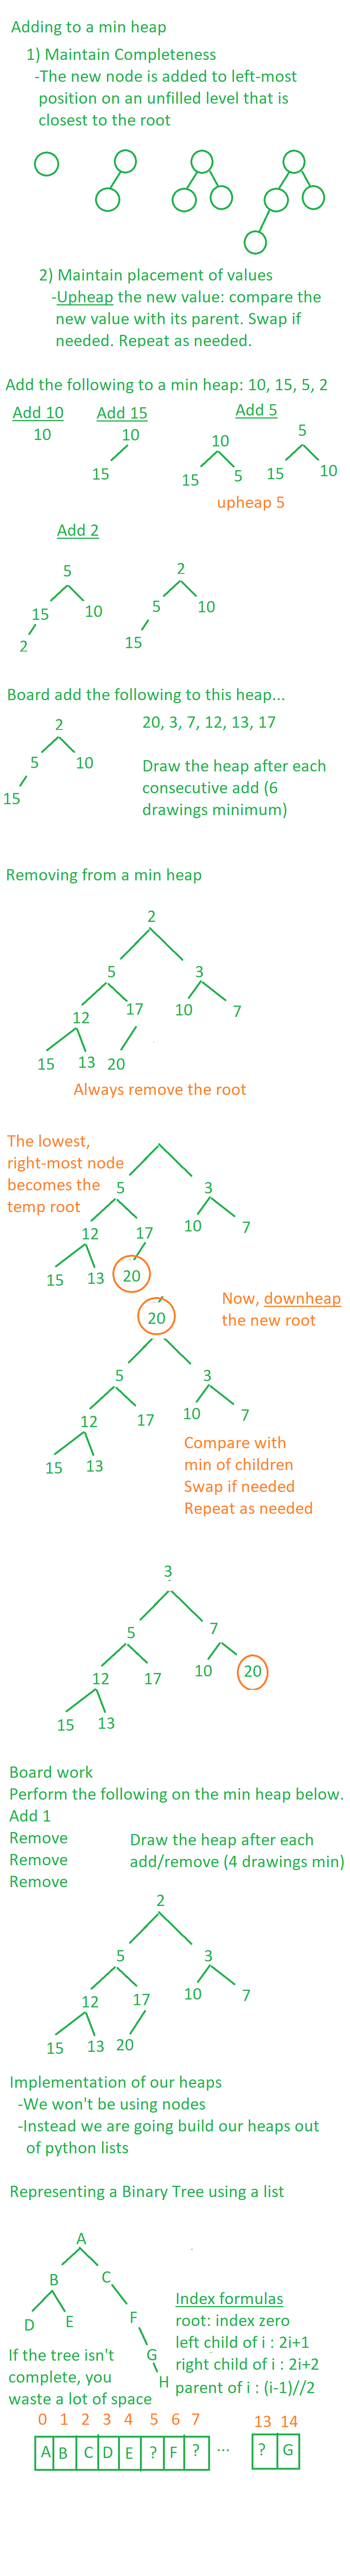 Adding to a min heap
1) Maintain Completeness
-The new node is added to left-most
position on an unfilled level that is
closest to the root
2) Maintain placement of values
-Upheap the new value: compare the
new value with its parent. Swap if
needed. Repeat as needed.
Add the following to a min heap: 10, 15, 5, 2
Add 10 Add 15 Add 5
10 10 10 5
15 15 5 15 10
upheap 5
Add 2
5 2
15 10 5 10
2 15
Board add the following to this heap...
2 20, 3, 7, 12, 13, 17
5 10 Draw the heap after each
consecutive add (6
15 drawings minimum)
Removing from a min heap
2
5 3
12 17 10 7
15 13 20
Always remove the root
The lowest,
right-most node
becomes the
temp root
5 3
12 17 10 7
15 13 20
Now, downheap
the new root
20
5 3
12 17 10 7
15 13
Compare with
min of children
Swap if needed
Repeat as needed
3
5 7
12 17 10 20
15 13
Board work
Perform the following on the min heap below.
Add 1
Remove
Remove
Remove
Draw the heap after each
add/remove (4 drawings min)
2
5 3
12 17 10 7
15 13 20
Implementation of our heaps
-We won't be using nodes
-Instead we are going build our heaps out
of python lists
Representing a Binary Tree using a list
A
B C
D E F
G
H
Index formulas
root: index zero
left child of i : 2i+1
right child of i : 2i+2
parent of i : (i-1)//2
If the tree isn't
complete, you
waste a lot of space
0 1 2 3 4 5 6 7 13 14
A B C D E ? F ? ... ? G